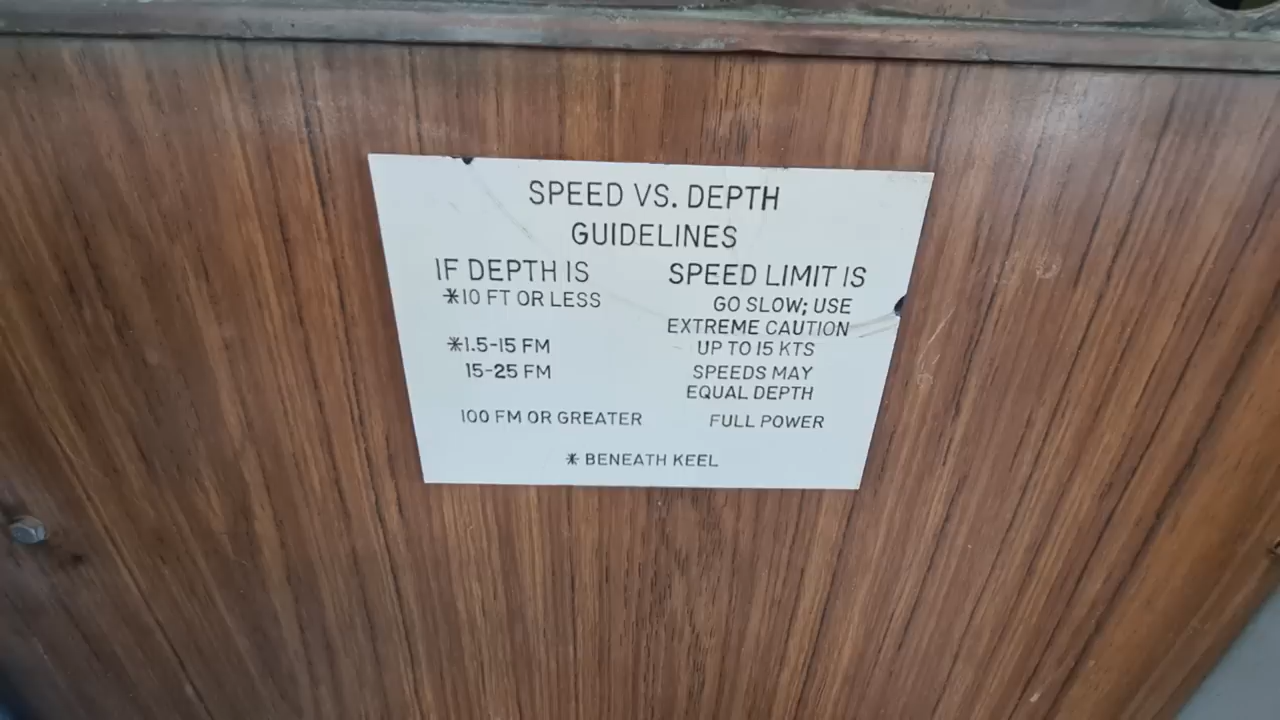 SPEED VS. DEPTH
GUIDELINES
IF DEPTH IS SPEED LIMIT IS
*10 FT OR LESS GO SLOW; USE
EXTREME CAUTION
*1.5-15 FM UP TO 15 KTS
15-25 FM SPEEDS MAY
EQUAL DEPTH
100 FM OR GREATER FULL POWER
* BENEATH KEEL